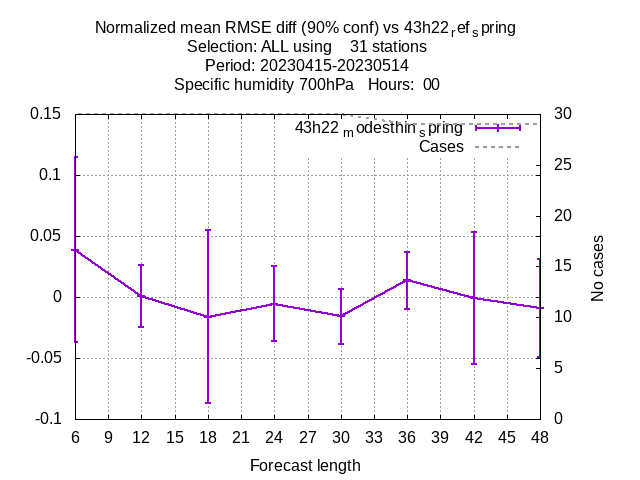 Normalized mean RMSE diff (90% conf) vs 43h22refspring
Selection: ALL using 31 stations
Period: 20230415-20230514
Specific humidity 700hPa Hours: 00
0.15 30
43h22modesthinspring
Cases
0.1 25
0.05 20
15
0 10
-0.05 5
-0.1 0
6 9 12 15 18 21 24 27 30 33 36 39 42 45 48
No cases
Forecast length